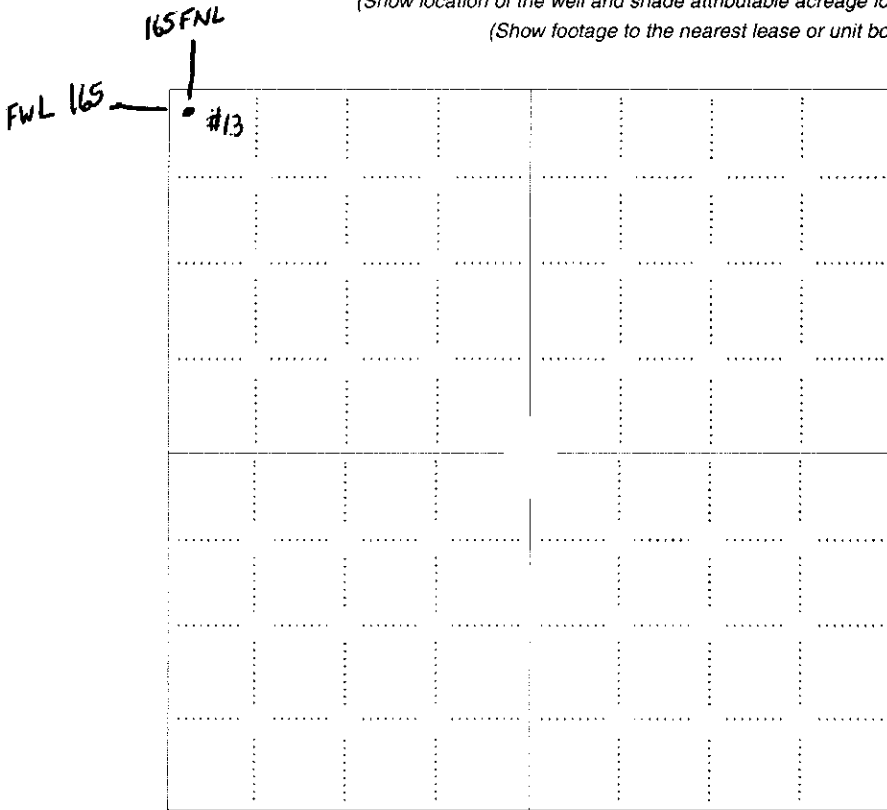 (Show location of the well and shade attributable acreage fo
(Show footage to the nearest lease or unit bo
165 FNL
FWL 165
#13